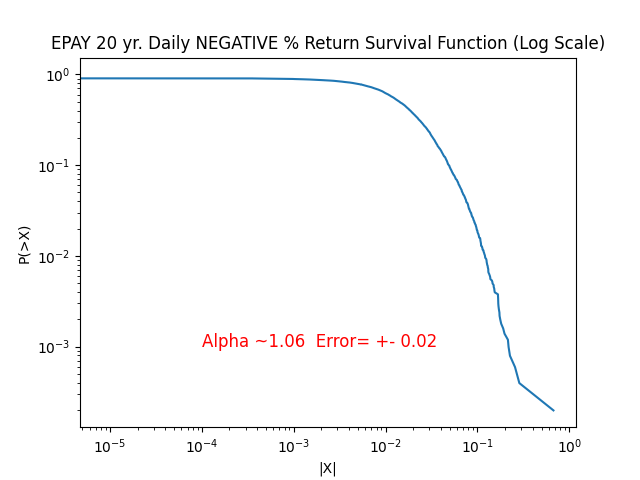 EPAY 20 yr. Daily NEGATIVE % Return Survival Function (Log Scale)
10⁰
10⁻¹
P(>X)
10⁻²
Alpha ~1.06  Error= +- 0.02
10⁻³
10⁻⁵ 10⁻⁴ 10⁻³ 10⁻² 10⁻¹ 10⁰
|X|